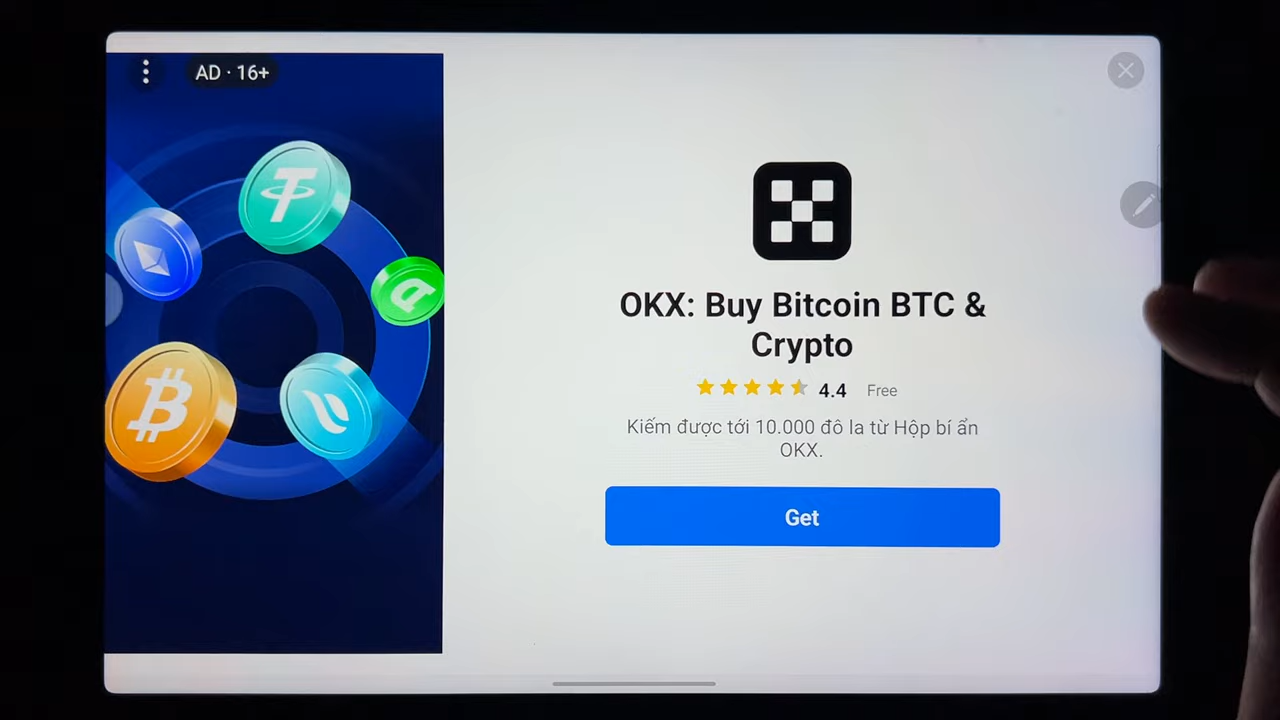 AD · 16+
OKX: Buy Bitcoin BTC &
Crypto
4.4 Free
Kiếm được tới 10.000 đô la từ Hộp bí ẩn
OKX.
Get